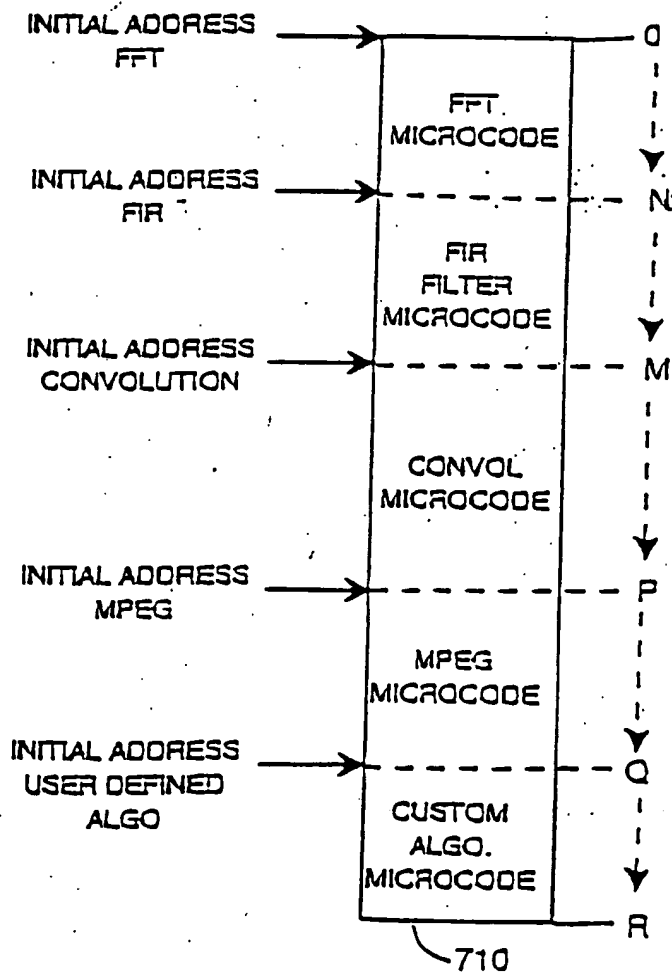 INITIAL ADDRESS
FFT
0
FFT
MICROCODE
INITIAL ADDRESS
FIR
N
FIR
FILTER
MICROCODE
INITIAL ADDRESS
CONVOLUTION
M
CONVOL
MICROCODE
INITIAL ADDRESS
MPEG
P
MPEG
MICROCODE
INITIAL ADDRESS
USER DEFINED
ALGO
Q
CUSTOM
ALGO.
MICROCODE
R
710